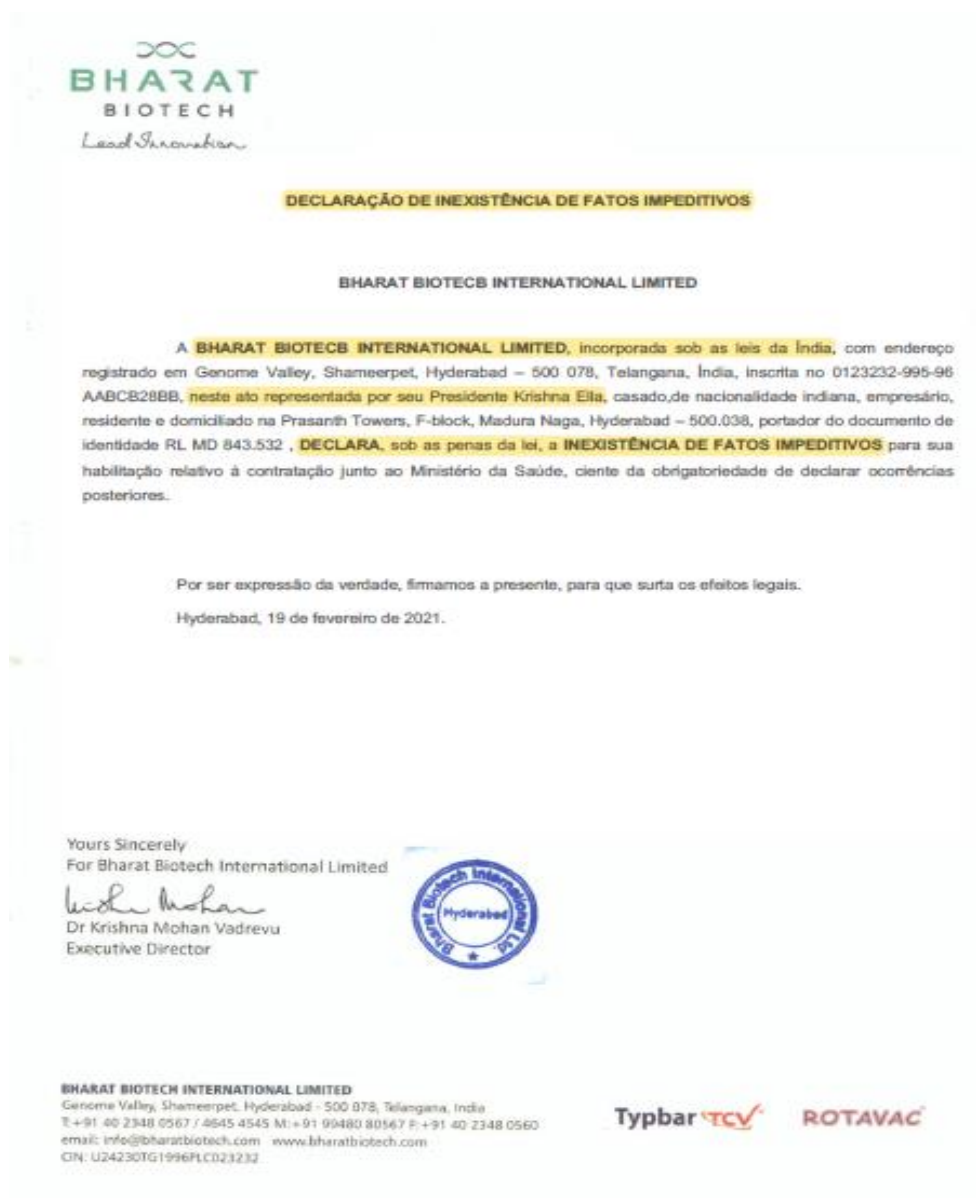 BHARAT
BIOTECH
Lead Innovation
DECLARAÇÃO DE INEXISTÊNCIA DE FATOS IMPEDITIVOS
BHARAT BIOTECB INTERNATIONAL LIMITED
A BHARAT BIOTECB INTERNATIONAL LIMITED, incorporada sob as leis da Índia, com endereço
registrado em Genome Valley, Shameerpet, Hyderabad – 500 078, Telangana, Índia, inscrita no 0123232-995-96
AABCB28BB, neste ato representada por seu Presidente Krishna Ella, casado,de nacionalidade indiana, empresário,
residente e domiciliado na Prasanth Towers, F-block, Madura Naga, Hyderabad – 500.038, portador do documento de
identidade RL MD 843.532 , DECLARA, sob as penas da lei, a INEXISTÊNCIA DE FATOS IMPEDITIVOS para sua
habilitação relativo à contratação junto ao Ministério da Saúde, ciente da obrigatoriedade de declarar ocorrências
posteriores.
Por ser expressão da verdade, firmamos a presente, para que surta os efeitos legais.
Hyderabad, 19 de fevereiro de 2021.
Yours Sincerely
For Bharat Biotech International Limited
Krishna Mohan
Dr Krishna Mohan Vadrevu
Executive Director
Bharat Biotech International Ltd.
Hyderabad
BHARAT BIOTECH INTERNATIONAL LIMITED
Genome Valley, Shameerpet, Hyderabad - 500 078, Telangana, India
T:+91 40 2348 0567 / 4645 4545 M:+91 99480 80567 F:+91 40 2348 0560
email: info@bharatbiotech.com www.bharatbiotech.com
CIN: U24230TG1996PLC023232
Typbar TCV
ROTAVAC